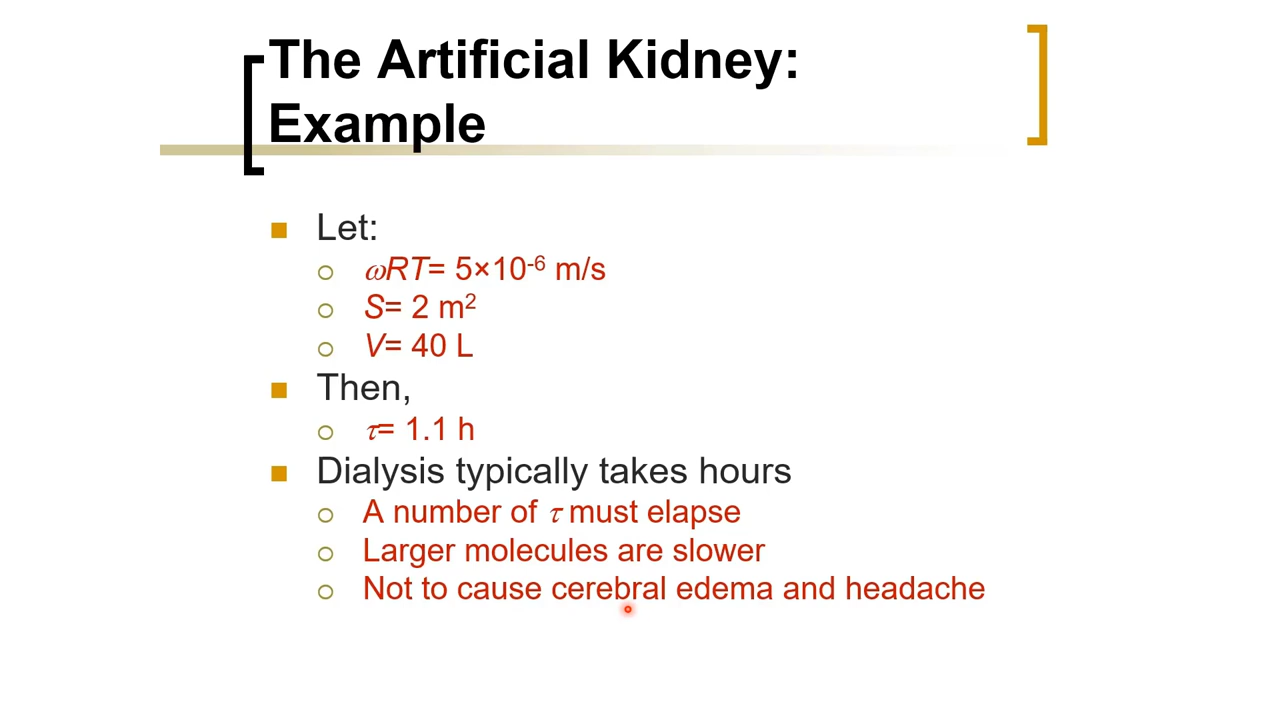 The Artificial Kidney:
Example
Let:
ωRT= 5×10⁻⁶ m/s
S= 2 m²
V= 40 L
Then,
τ= 1.1 h
Dialysis typically takes hours
A number of τ must elapse
Larger molecules are slower
Not to cause cerebral edema and headache